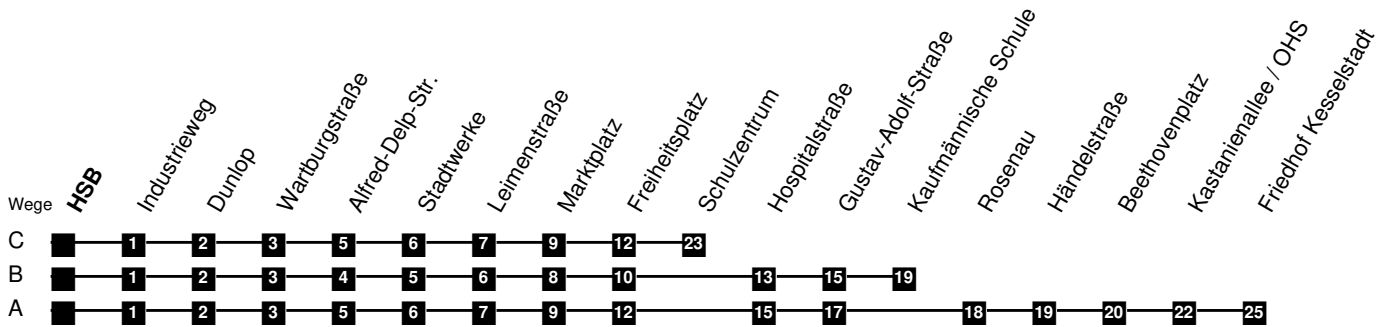 Wege HSB Industrieweg Dunlop Wartburgstraße Alfred-Delp-Str. Stadtwerke Leimenstraße Marktplatz Freiheitsplatz Schulzentrum Hospitalstraße Gustav-Adolf-Straße Kaufmännische Schule Rosenau Händelstraße Beethovenplatz Kastanienallee / OHS Friedhof Kesselstadt
C 1 2 3 5 6 7 9 12 23
B 1 2 3 4 5 6 8 10 13 15 19
A 1 2 3 5 6 7 9 12 15 17 18 19 20 22 25